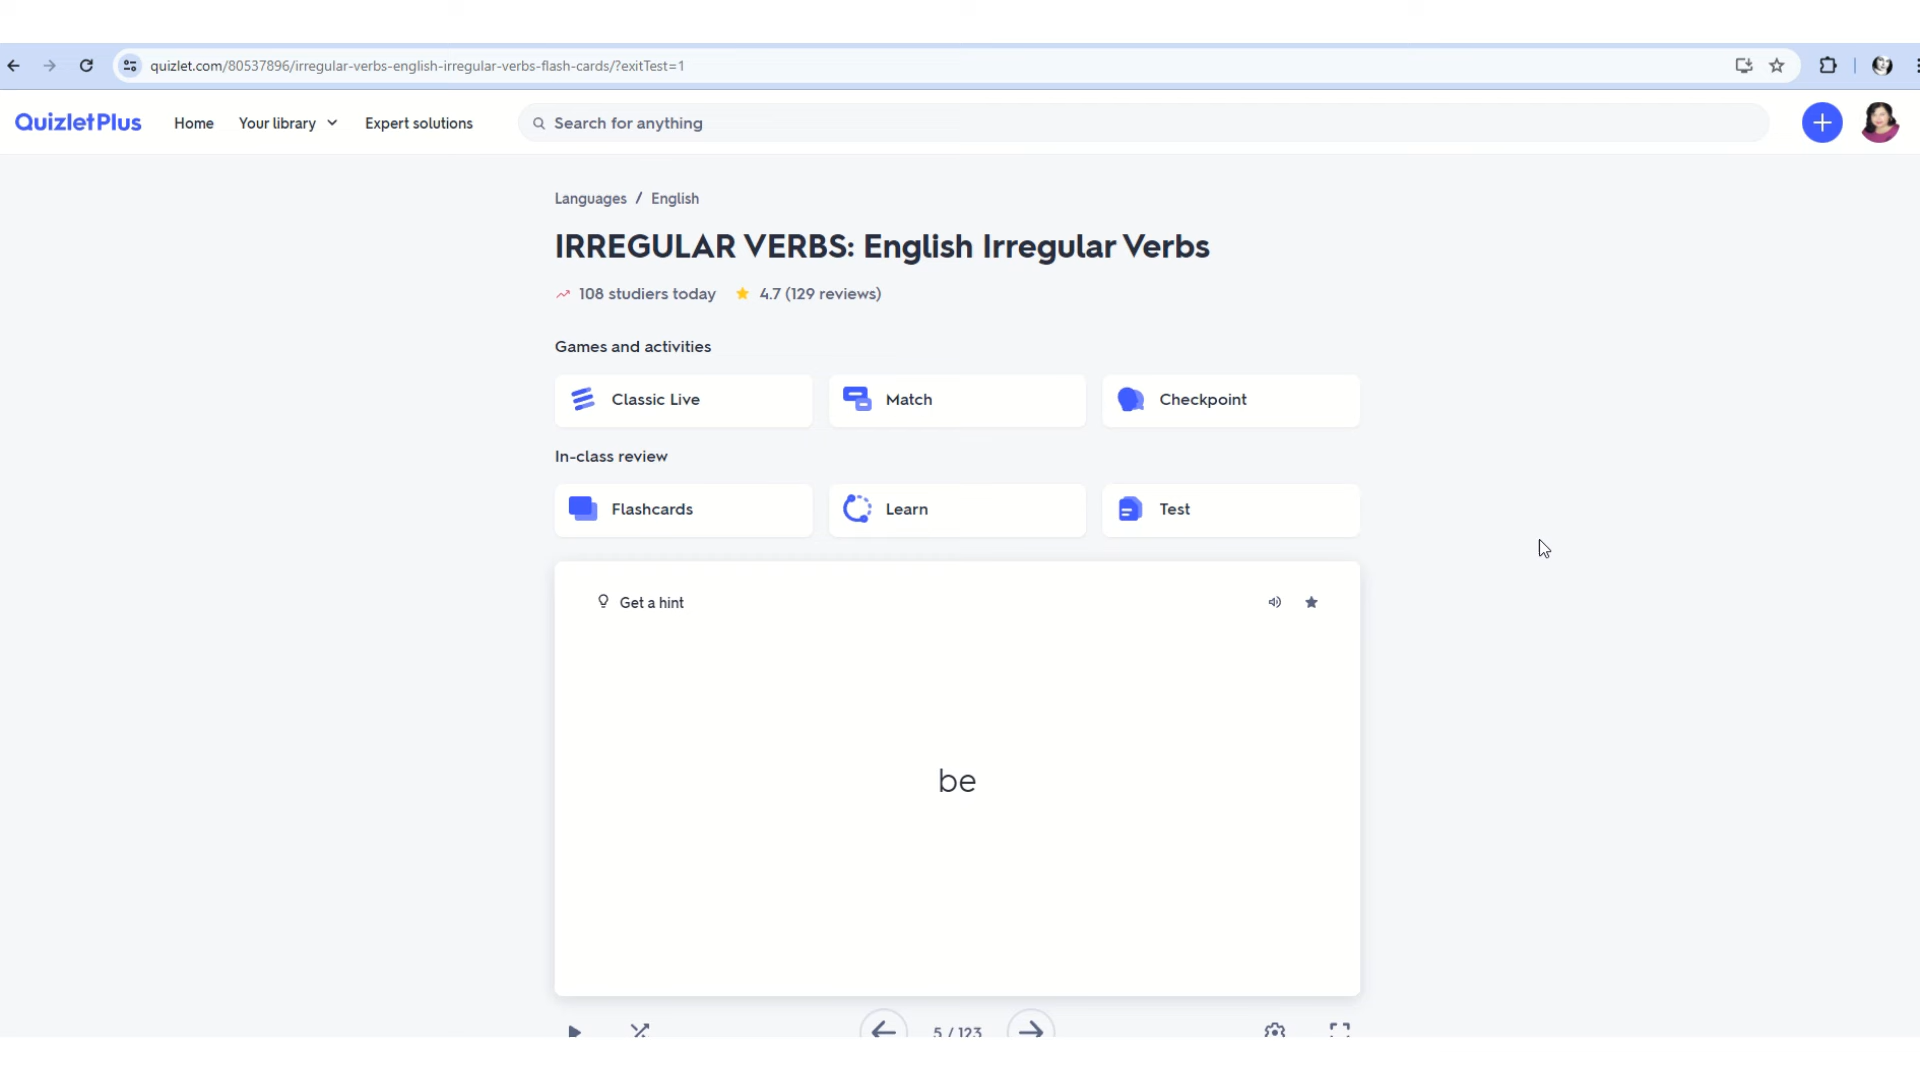 quizlet.com/80537896/irregular-verbs-english-irregular-verbs-flash-cards/?exitTest=1
QuizletPlus Home Your library Expert solutions Search for anything
Languages / English
IRREGULAR VERBS: English Irregular Verbs
108 studiers today 4.7 (129 reviews)
Games and activities
Classic Live Match Checkpoint
In-class review
Flashcards Learn Test
Get a hint
be
5 / 123